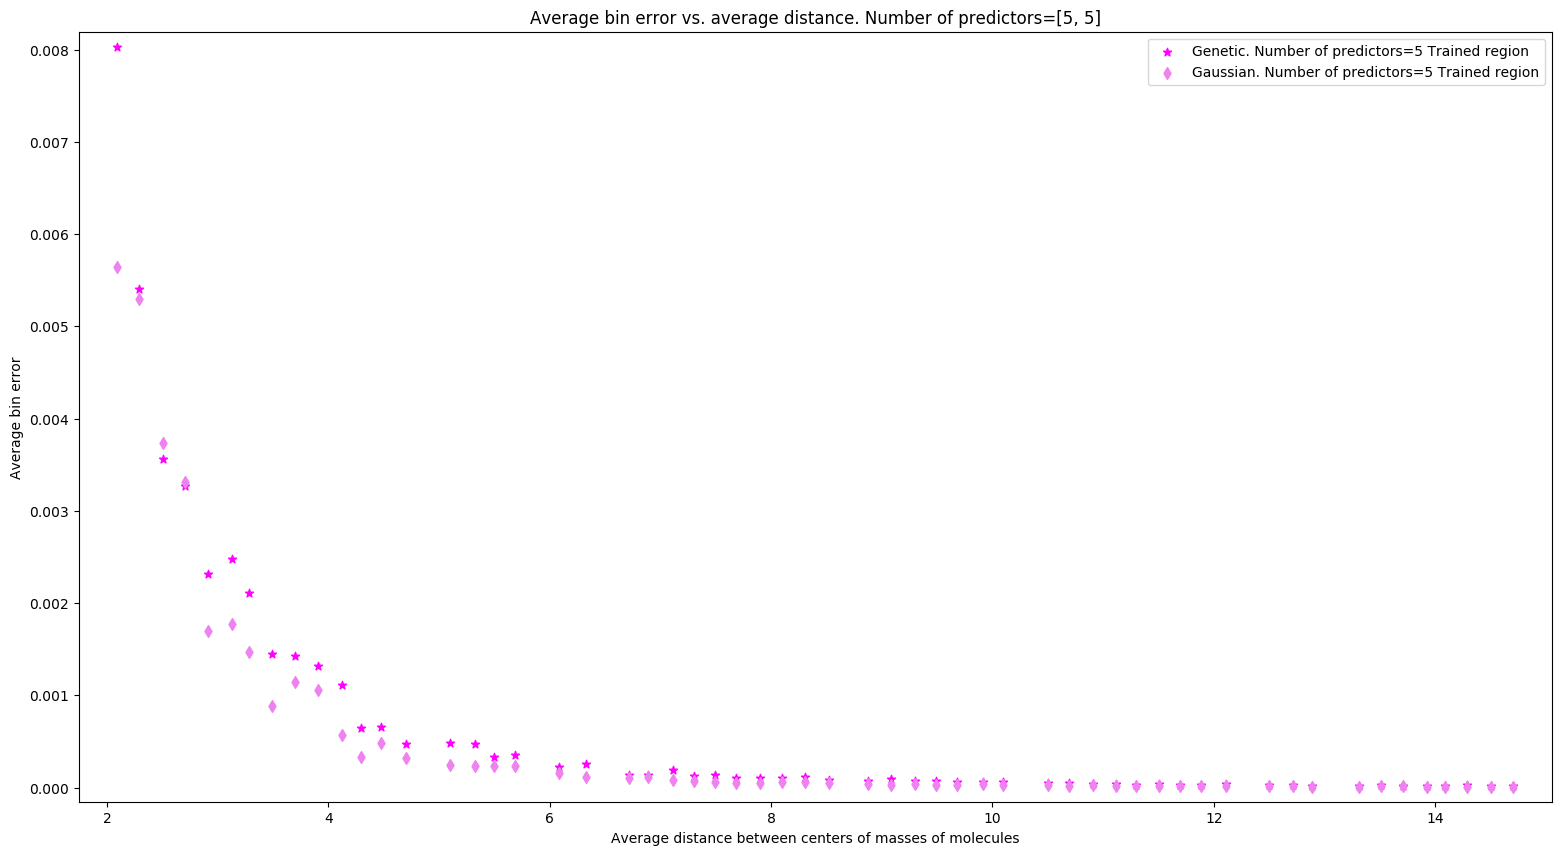 Average bin error vs. average distance. Number of predictors=[5, 5]
Genetic. Number of predictors=5 Trained region
Gaussian. Number of predictors=5 Trained region
0.008
0.007
0.006
0.005
0.004
0.003
0.002
0.001
0.000
Average bin error
2 4 6 8 10 12 14
Average distance between centers of masses of molecules